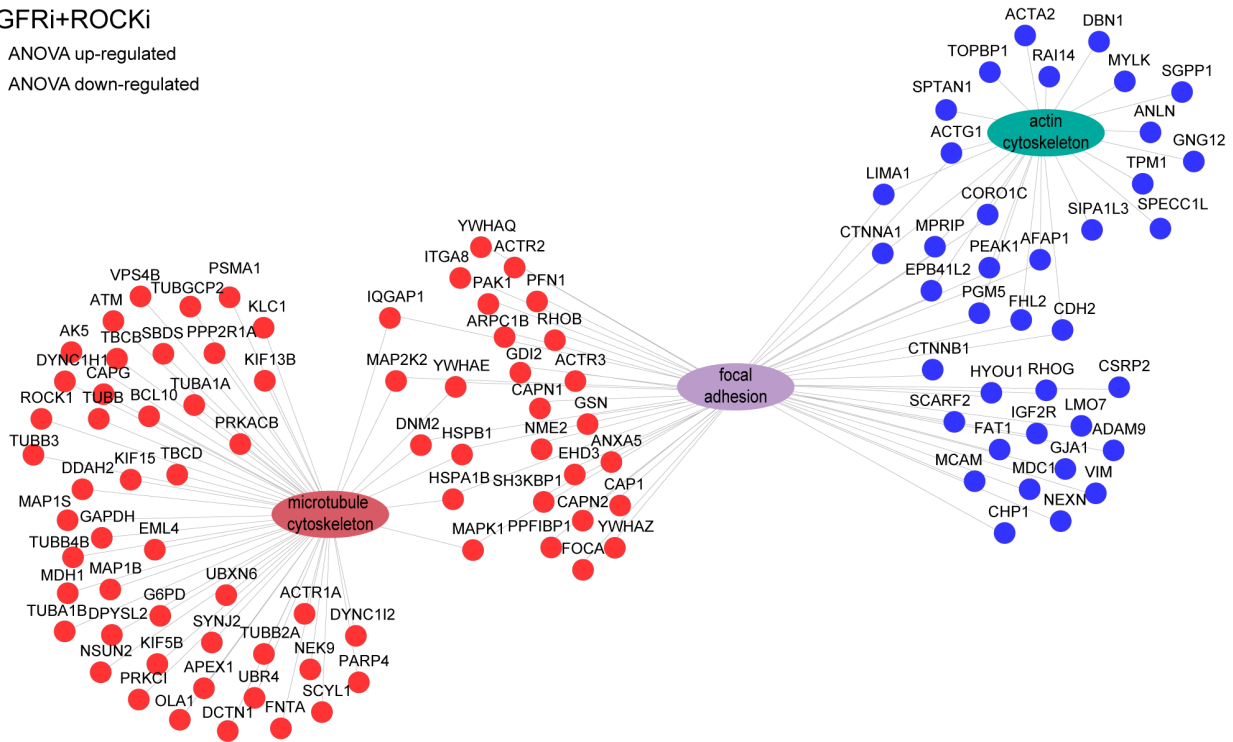 GFRi+ROCKi
ANOVA up-regulated
ANOVA down-regulated
ACTA2
DBN1
TOPBP1
RAI14
MYLK
SGPP1
SPTAN1
ANLN
actin
cytoskeleton
ACTG1
GNG12
TPM1
LIMA1
CORO1C
SIPA1L3
SPECC1L
CTNNA1
MPRIP
PEAK1
AFAP1
EPB41L2
PGM5
FHL2
CDH2
YWHAQ
ACTR2
ITGA8
PAK1
PFN1
IQGAP1
ARPC1B
RHOB
MAP2K2
YWHAE
GDI2
ACTR3
focal
adhesion
CAPN1
GSN
DNM2
HSPB1
NME2
ANXA5
EHD3
HSPA1B
SH3KBP1
CAP1
CAPN2
MAPK1
PPFIBP1
YWHAZ
FOCA
CTNNB1
HYOU1
RHOG
CSRP2
SCARF2
IGF2R
LMO7
FAT1
ADAM9
GJA1
MCAM
MDC1
VIM
NEXN
CHP1
VPS4B
TUBGCP2
PSMA1
ATM
KLC1
AK5
TBCB
SBDS
PPP2R1A
DYNC1H1
KIF13B
CAPG
TUBA1A
ROCK1
TUBB
BCL10
PRKACB
TUBB3
KIF15
TBCD
DDAH2
microtubule
cytoskeleton
MAP1S
GAPDH
EML4
TUBB4B
MDH1
MAP1B
UBXN6
G6PD
ACTR1A
TUBA1B
DPYSL2
DYNC1I2
SYNJ2
TUBB2A
NSUN2
KIF5B
NEK9
PARP4
PRKCI
APEX1
UBR4
SCYL1
OLA1
DCTN1
FNTA